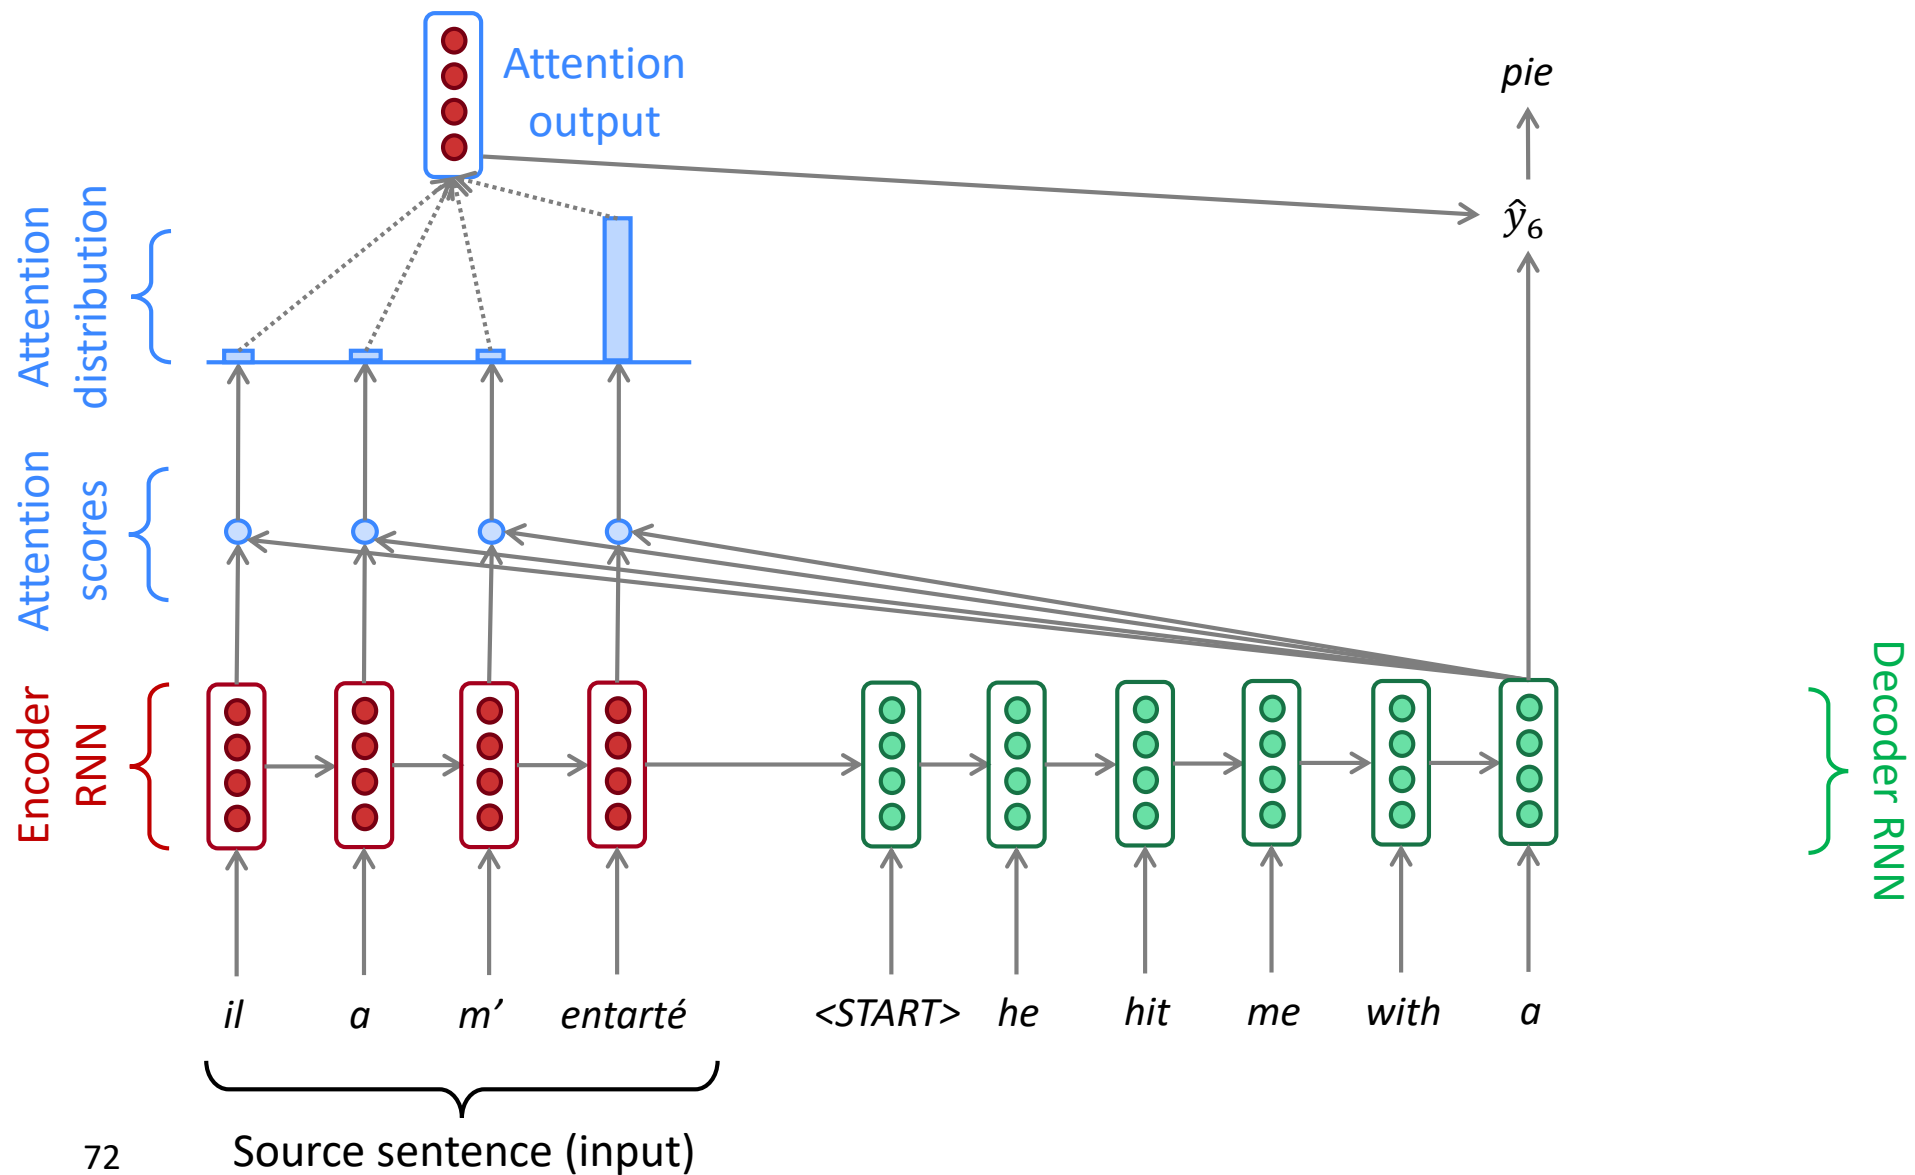 Attention
output
pie
ŷ₆
Attention
distribution
Attention
scores
Encoder
RNN
Decoder RNN
il a m’ entarté <START> he hit me with a
Source sentence (input)
72